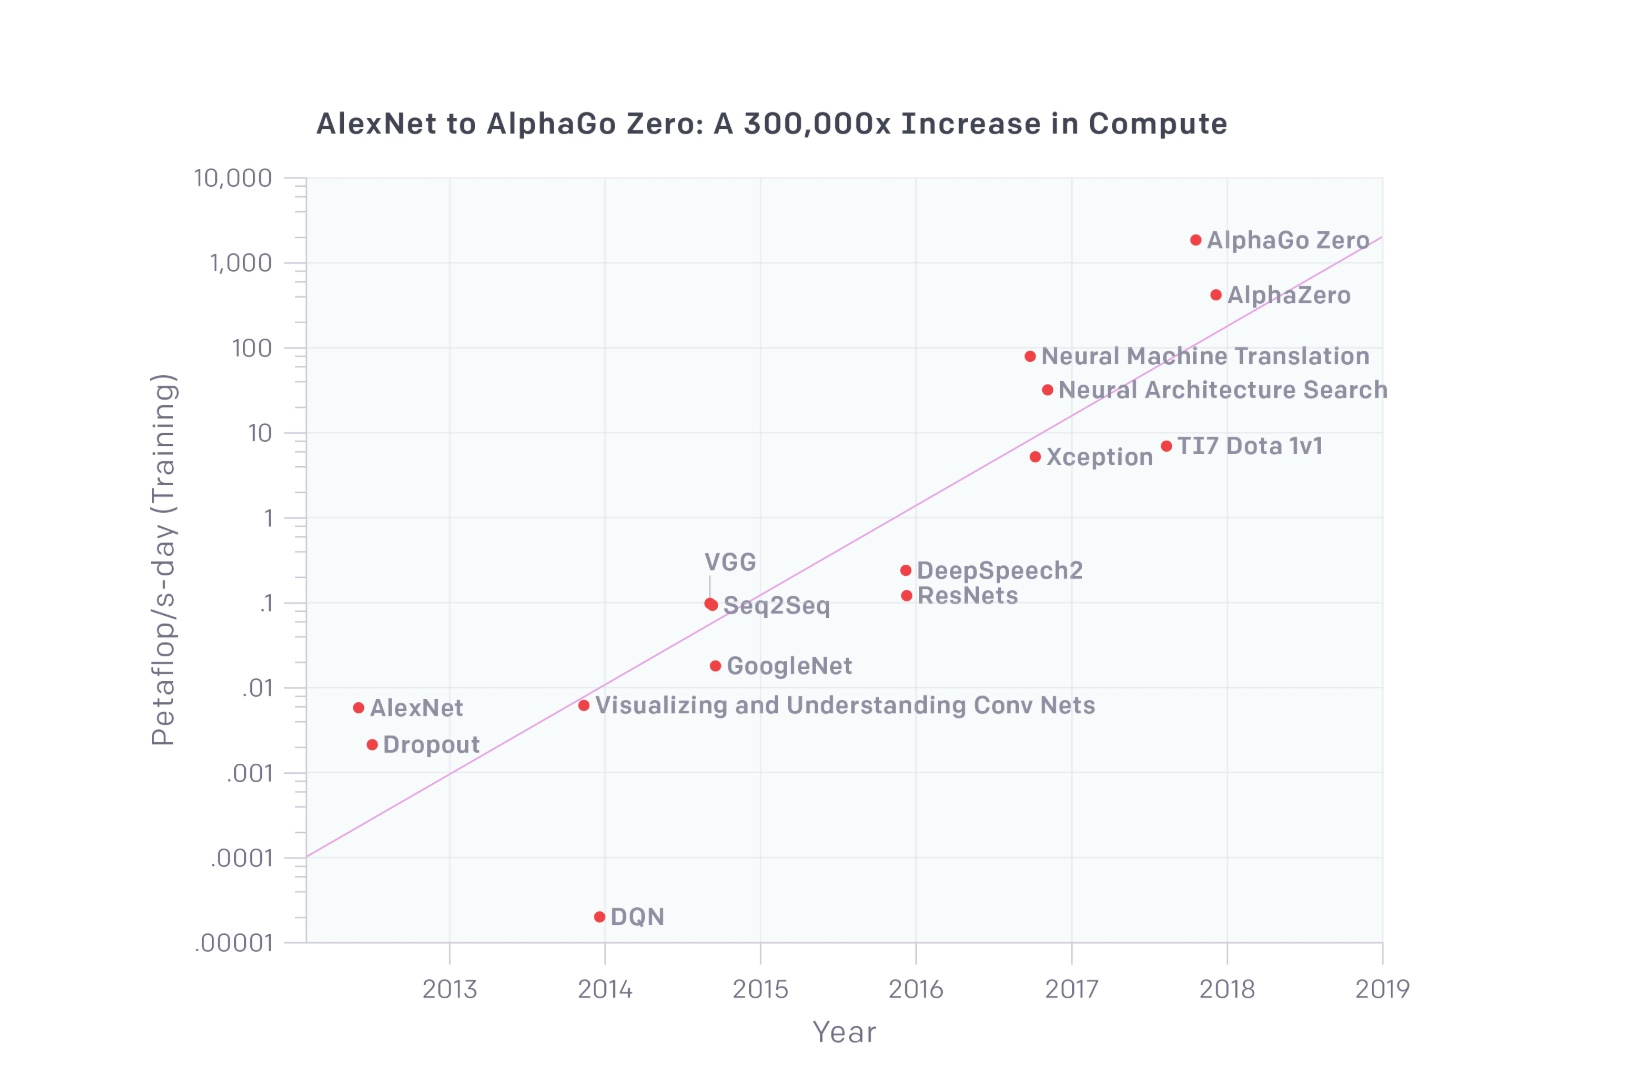 AlexNet to AlphaGo Zero: A 300,000x Increase in Compute
10,000
1,000
100
10
1
.1
.01
.001
.0001
.00001
Petaflop/s-day (Training)
AlphaGo Zero
AlphaZero
Neural Machine Translation
Neural Architecture Search
TI7 Dota 1v1
Xception
VGG
DeepSpeech2
ResNets
Seq2Seq
GoogleNet
Visualizing and Understanding Conv Nets
AlexNet
Dropout
DQN
2013
2014
2015
2016
2017
2018
2019
Year